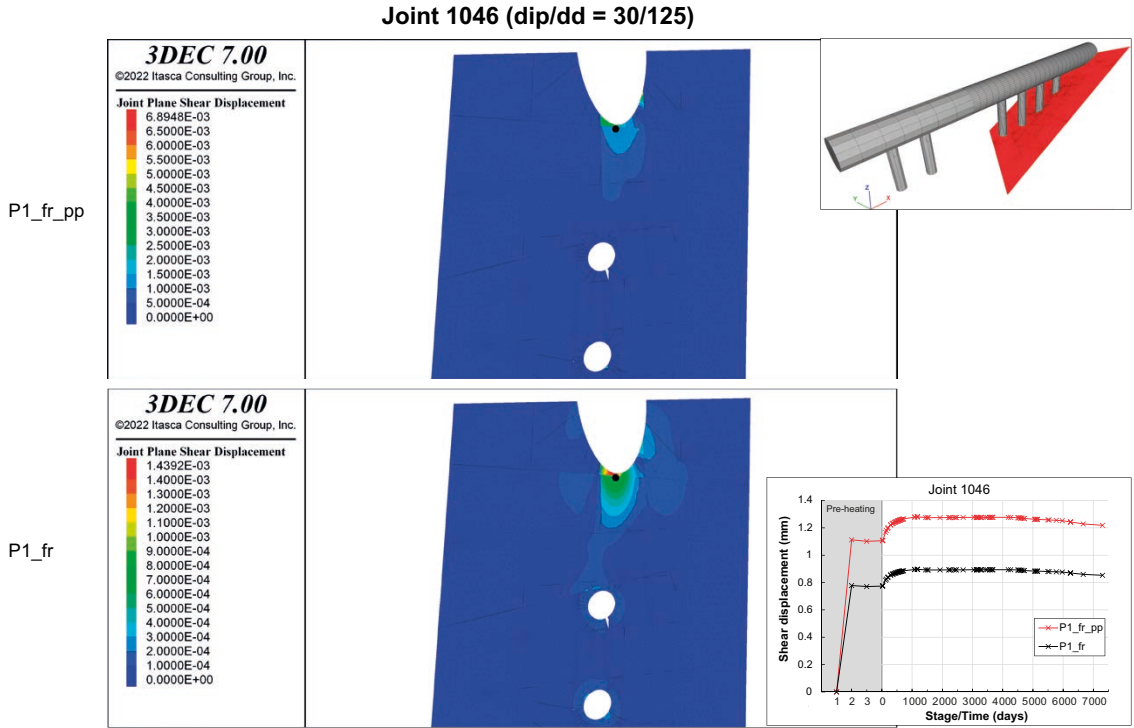 Joint 1046 (dip/dd = 30/125)
P1_fr_pp
3DEC 7.00
©2022 Itasca Consulting Group, Inc.
Joint Plane Shear Displacement
6.8948E-03
6.5000E-03
6.0000E-03
5.5000E-03
5.0000E-03
4.5000E-03
4.0000E-03
3.5000E-03
3.0000E-03
2.5000E-03
2.0000E-03
1.5000E-03
1.0000E-03
5.0000E-04
0.0000E+00
Z
Y
X
P1_fr
3DEC 7.00
©2022 Itasca Consulting Group, Inc.
Joint Plane Shear Displacement
1.4392E-03
1.4000E-03
1.3000E-03
1.2000E-03
1.1000E-03
1.0000E-03
9.0000E-04
8.0000E-04
7.0000E-04
6.0000E-04
5.0000E-04
4.0000E-04
3.0000E-04
2.0000E-04
1.0000E-04
0.0000E+00
Joint 1046
Pre-heating
Shear displacement (mm)
1.4
1.2
1
0.8
0.6
0.4
0.2
0
P1_fr_pp
P1_fr
1 2 3 0 1000 2000 3000 4000 5000 6000 7000
Stage/Time (days)